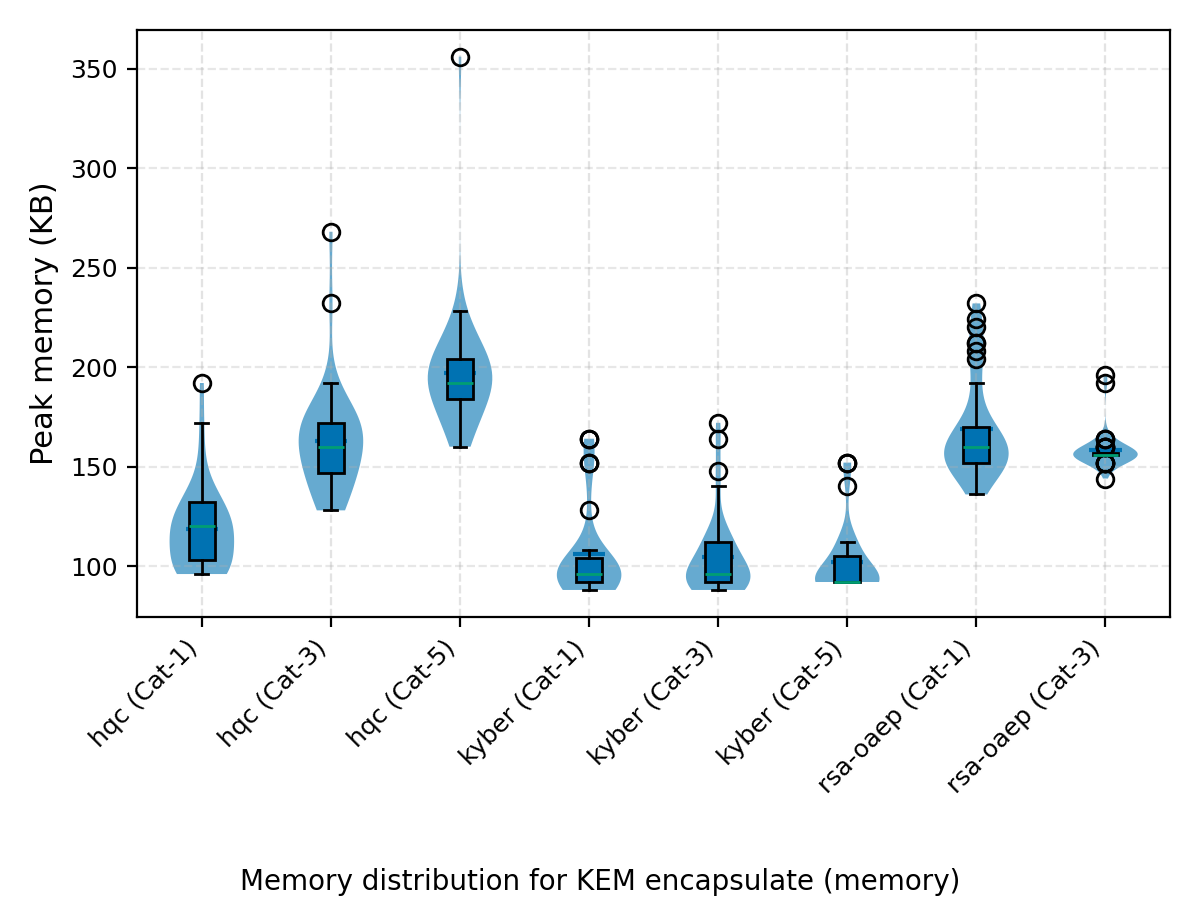 Peak memory (KB)
350
300
250
200
150
100
hqc (Cat-1)
hqc (Cat-3)
hqc (Cat-5)
kyber (Cat-1)
kyber (Cat-3)
kyber (Cat-5)
rsa-oaep (Cat-1)
rsa-oaep (Cat-3)
Memory distribution for KEM encapsulate (memory)